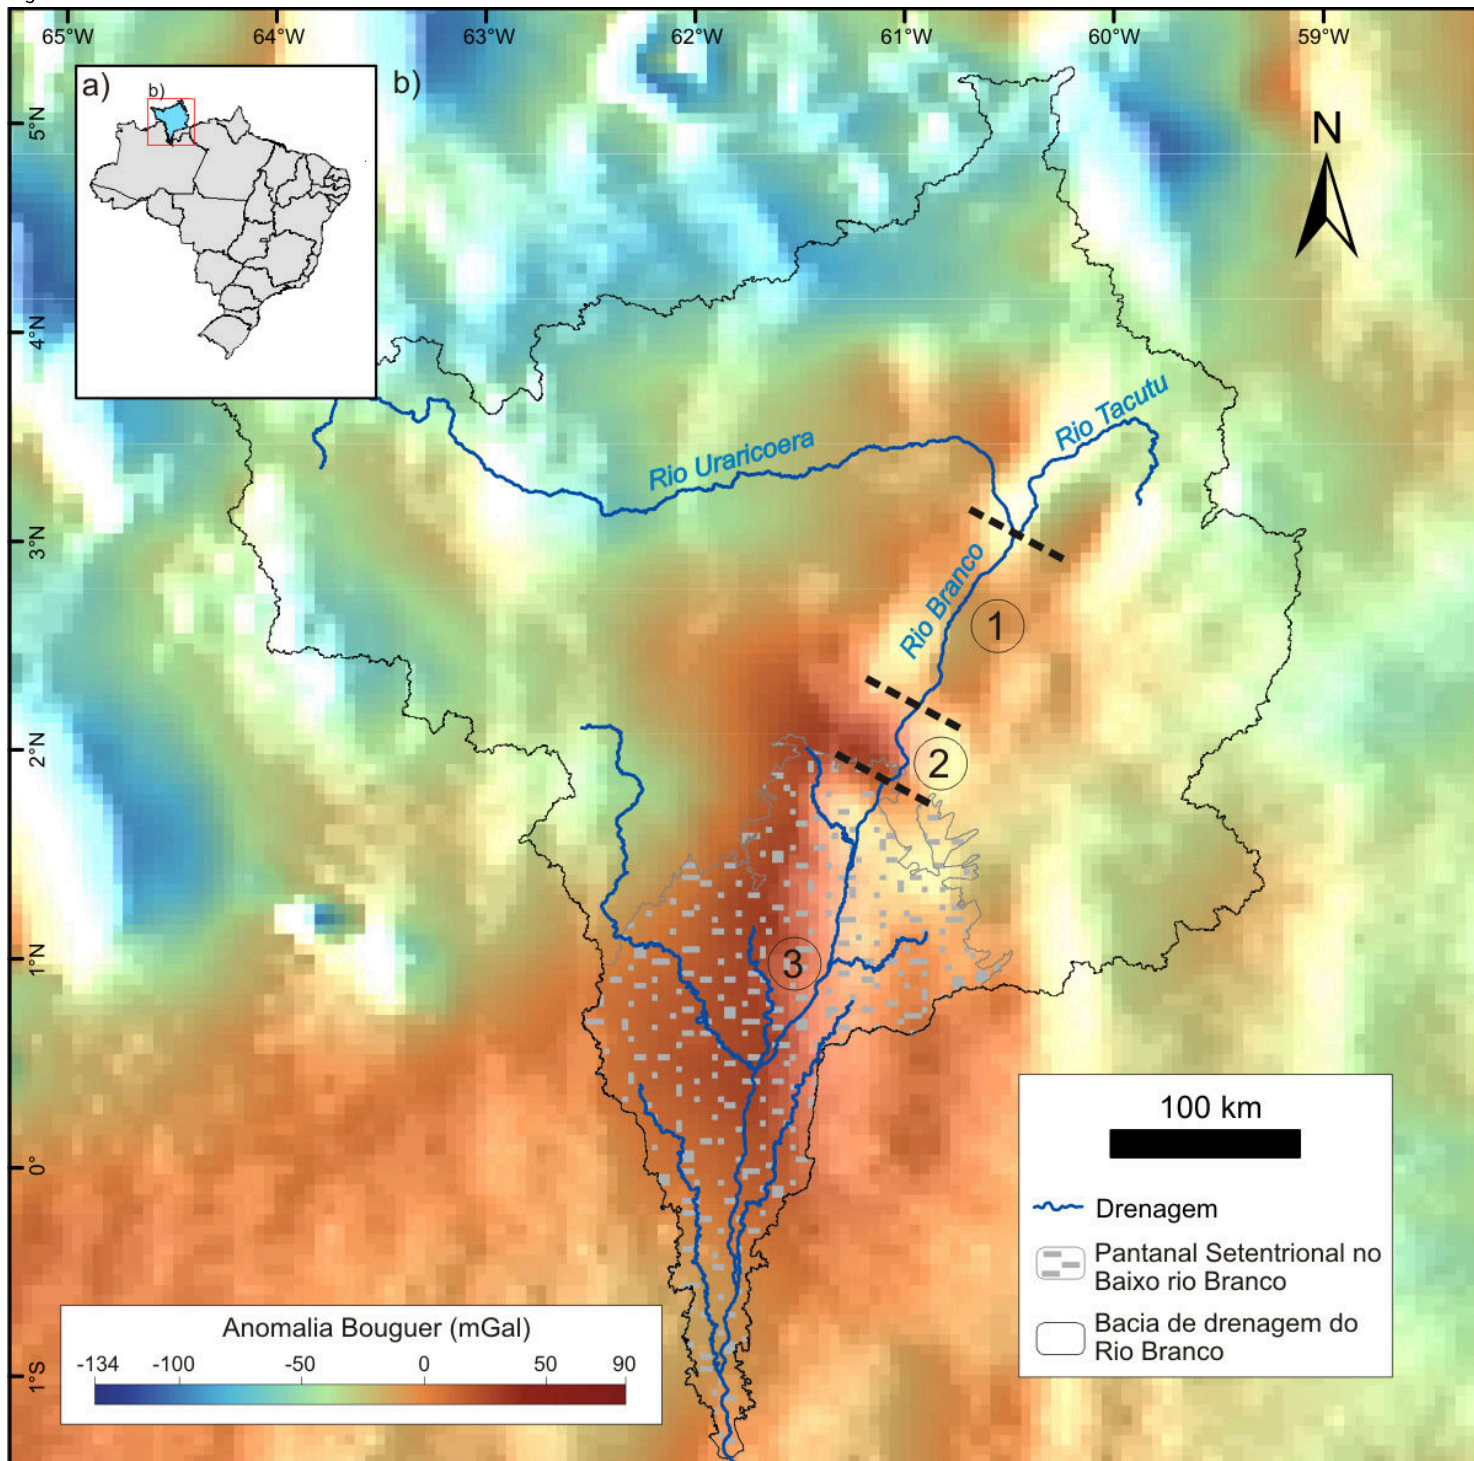 65°W 64°W 63°W 62°W 61°W 60°W 59°W
a)
b)
b)
5°N
4°N
3°N
2°N
1°N
0°
1°S
N
Rio Uraricoera
Rio Tacutu
Rio Branco
1
2
3
100 km
Drenagem
Pantanal Setentrional no
Baixo rio Branco
Bacia de drenagem do
Rio Branco
Anomalia Bouguer (mGal)
-134 -100 -50 0 50 90